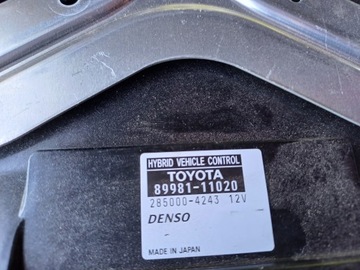 HYBRID VEHICLE CONTROL
TOYOTA
89981-11020
285000-4243 12V
DENSO
MADE IN JAPAN